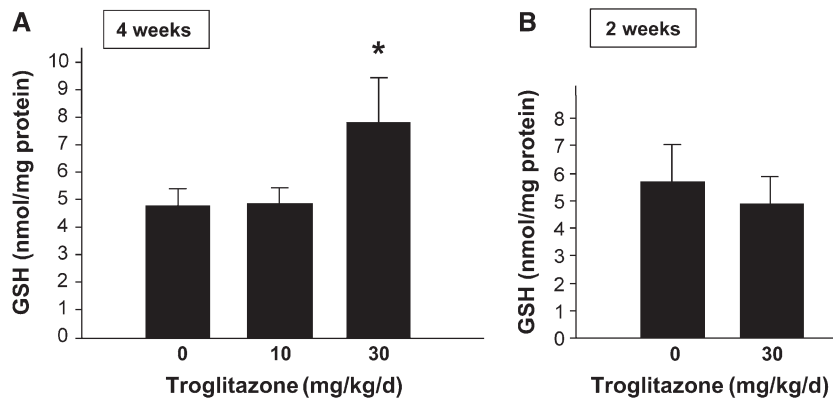 A
4 weeks
GSH (nmol/mg protein)
10
9
8
7
6
5
4
3
2
1
0
*
0 10 30
Troglitazone (mg/kg/d)
B
2 weeks
GSH (nmol/mg protein)
8
7
6
5
4
3
2
1
0
0 30
Troglitazone (mg/kg/d)